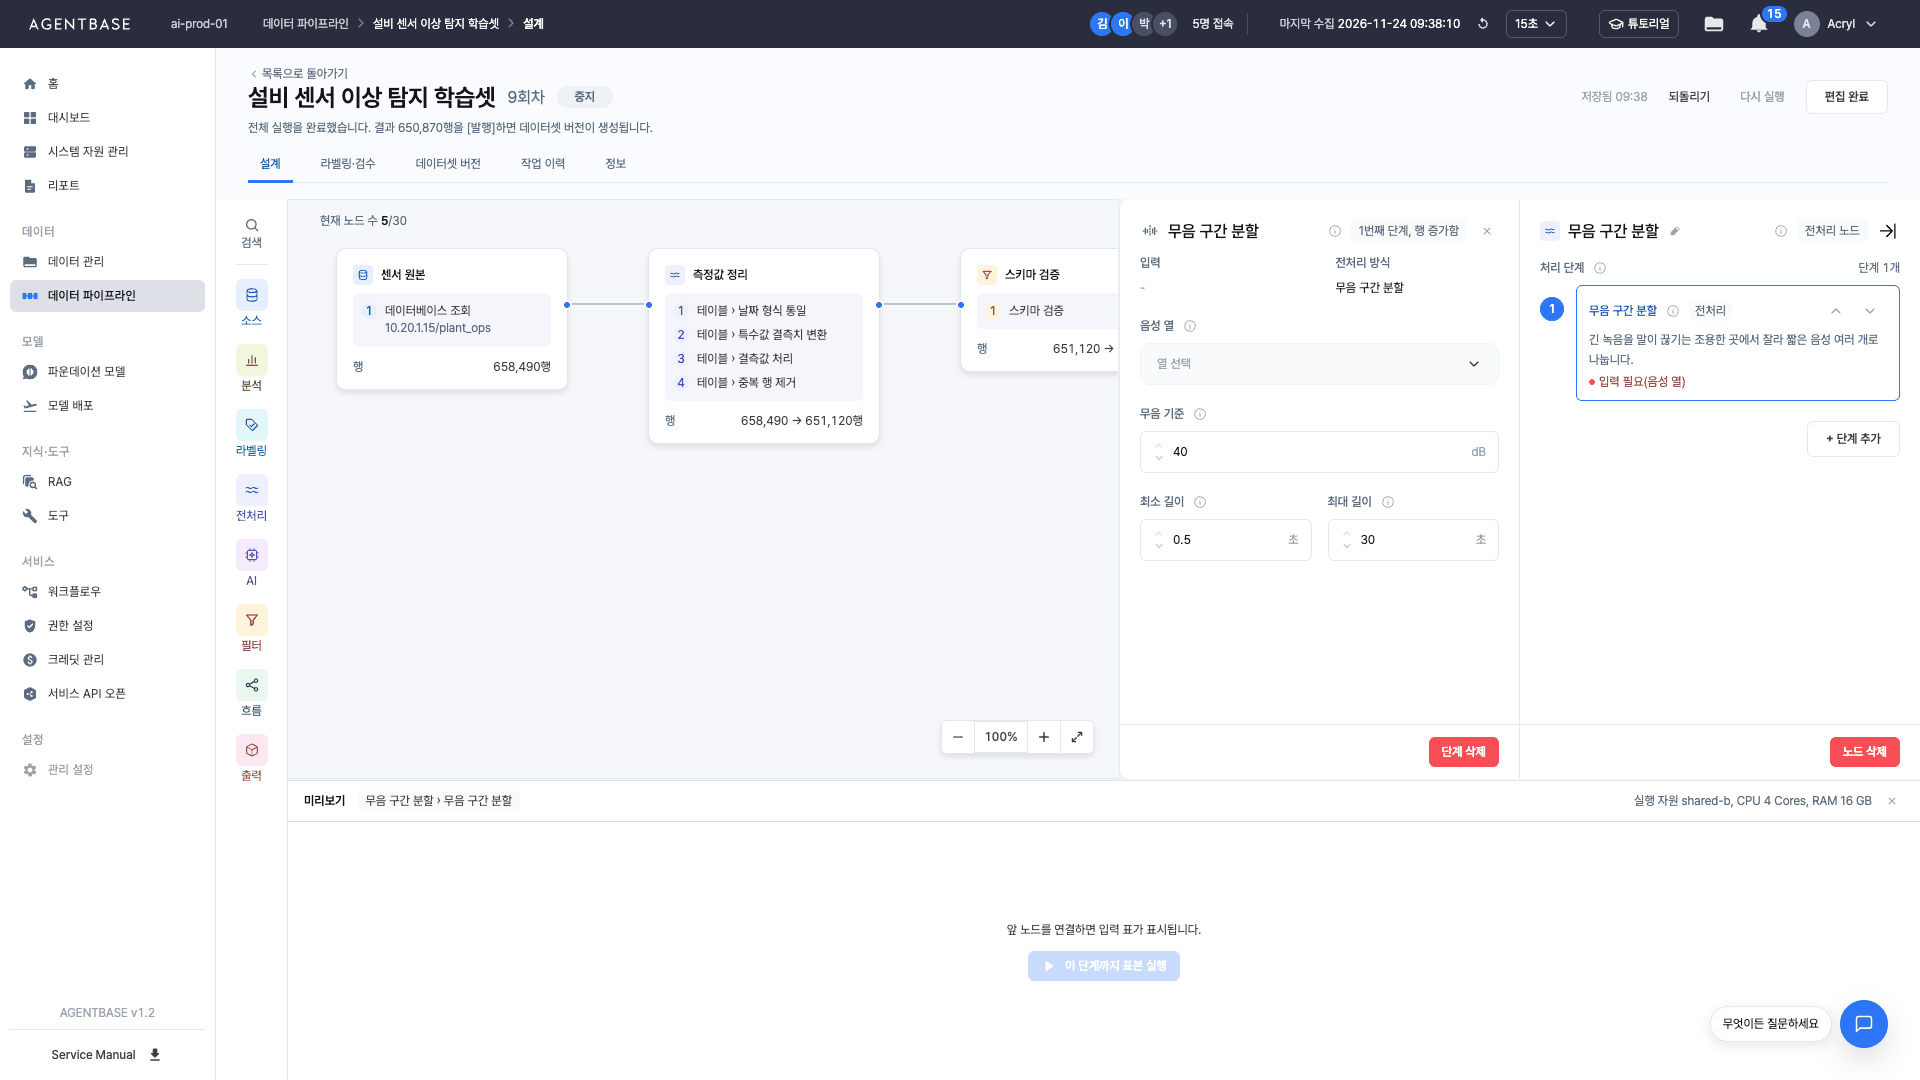 AGENTBASE
ai-prod-01
데이터 파이프라인 > 설비 센서 이상 탐지 학습셋 > 설계
김 이 박 +1 5명 접속
마지막 수집 2026-11-24 09:38:10
15초
튜토리얼
15
A Acryl
홈
대시보드
시스템 자원 관리
리포트
데이터
데이터 관리
데이터 파이프라인
모델
파운데이션 모델
모델 배포
지식·도구
RAG
도구
서비스
워크플로우
권한 설정
크레딧 관리
서비스 API 오픈
설정
관리 설정
AGENTBASE v1.2
Service Manual
목록으로 돌아가기
설비 센서 이상 탐지 학습셋 9회차 중지
전체 실행을 완료했습니다. 결과 650,870행을 [발행]하면 데이터셋 버전이 생성됩니다.
저장됨 09:38 되돌리기 다시 실행 편집 완료
설계 라벨링·검수 데이터셋 버전 작업 이력 정보
검색
소스
분석
라벨링
전처리
AI
필터
흐름
출력
현재 노드 수 5/30
센서 원본
1 데이터베이스 조회
10.20.1.15/plant_ops
행 658,490행
측정값 정리
1 테이블 › 날짜 형식 통일
2 테이블 › 특수값 결측치 변환
3 테이블 › 결측값 처리
4 테이블 › 중복 행 제거
행 658,490 → 651,120행
스키마 검증
1 스키마 검증
행 651,120 →
100%
무음 구간 분할
1번째 단계, 행 증가함
입력 전처리 방식
- 무음 구간 분할
음성 열
열 선택
무음 기준
40 dB
최소 길이 최대 길이
0.5 초 30 초
단계 삭제
무음 구간 분할
전처리 노드
처리 단계 단계 1개
1 무음 구간 분할 전처리
긴 녹음을 말이 끊기는 조용한 곳에서 잘라 짧은 음성 여러 개로
나눕니다.
입력 필요(음성 열)
+ 단계 추가
노드 삭제
미리보기 무음 구간 분할 › 무음 구간 분할
실행 자원 shared-b, CPU 4 Cores, RAM 16 GB
앞 노드를 연결하면 입력 표가 표시됩니다.
이 단계까지 표본 실행
무엇이든 질문하세요